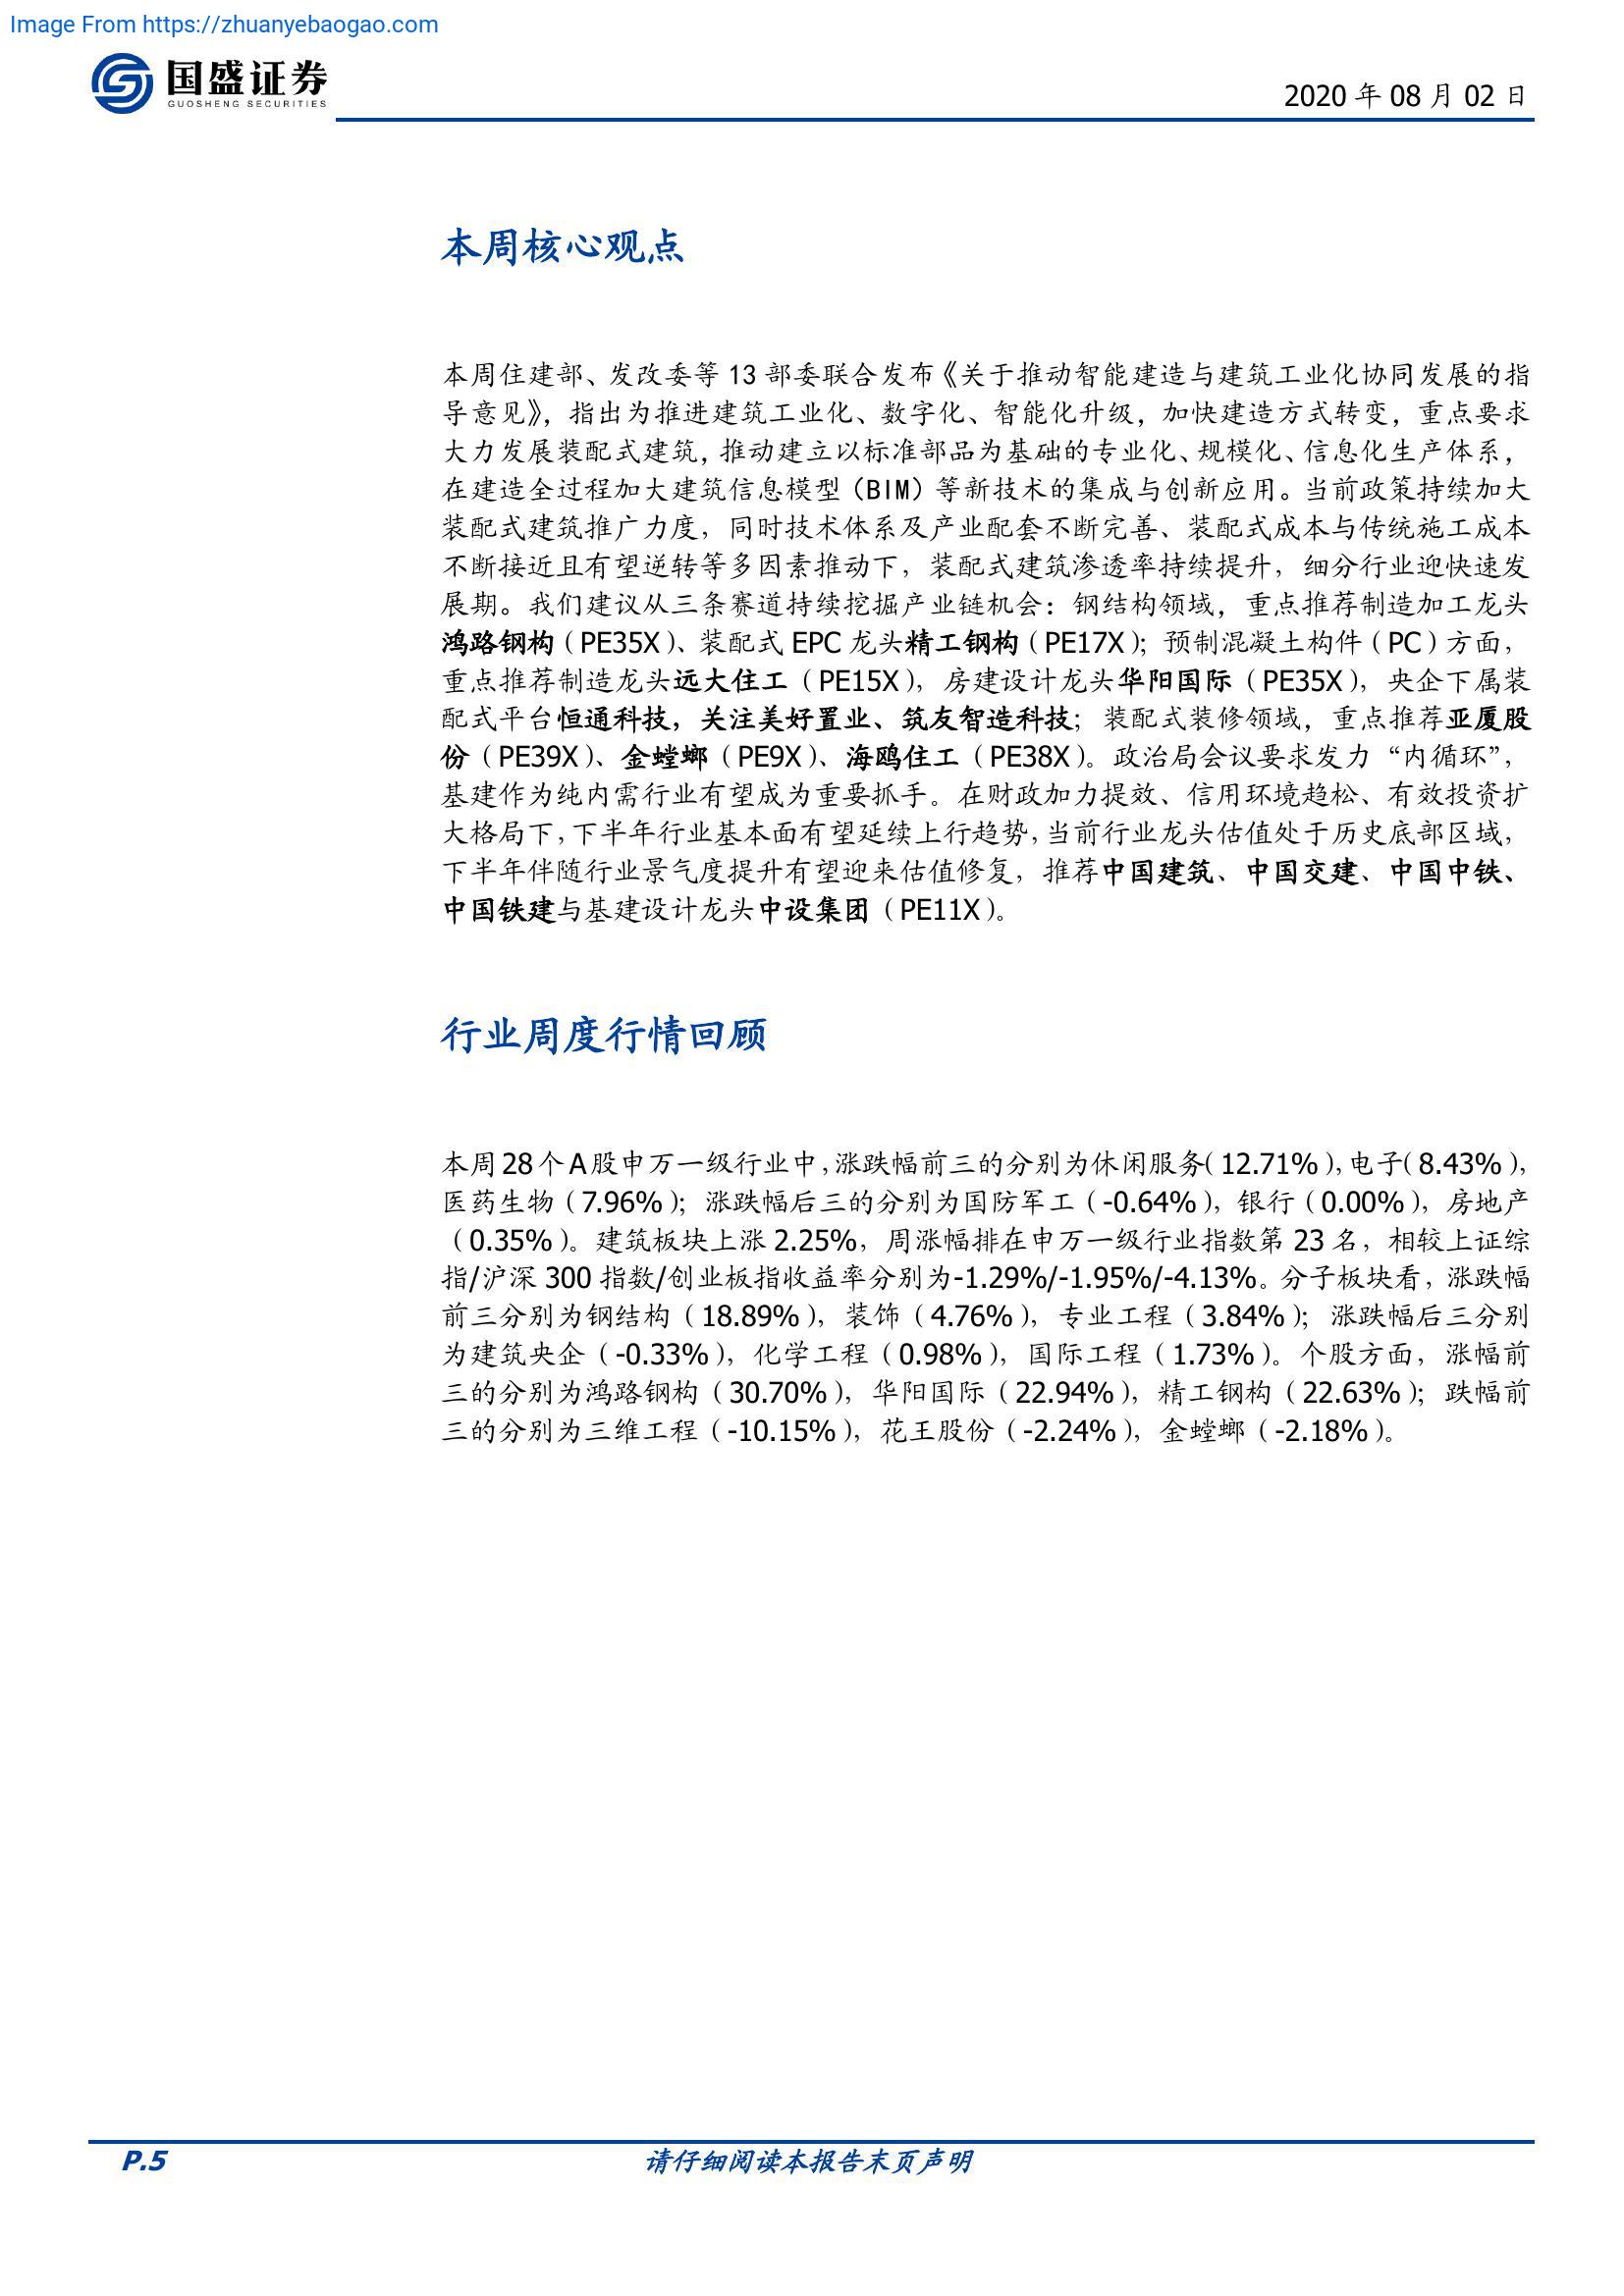 Image From https://zhuanyebaogao.com
国盛证券
GUOSHENG SECURITIES
2020 年 08 月 02 日
本周核心观点
本周住建部、发改委等 13 部委联合发布《关于推动智能建造与建筑工业化协同发展的指
导意见》，指出为推进建筑工业化、数字化、智能化升级，加快建造方式转变，重点要求
大力发展装配式建筑，推动建立以标准部品为基础的专业化、规模化、信息化生产体系，
在建造全过程加大建筑信息模型（BIM）等新技术的集成与创新应用。当前政策持续加大
装配式建筑推广力度，同时技术体系及产业配套不断完善、装配式成本与传统施工成本
不断接近且有望逆转等多因素推动下，装配式建筑渗透率持续提升，细分行业迎快速发
展期。我们建议从三条赛道持续挖掘产业链机会：钢结构领域，重点推荐制造加工龙头
鸿路钢构（PE35X）、装配式 EPC 龙头精工钢构（PE17X）；预制混凝土构件（PC）方面，
重点推荐制造龙头远大住工（PE15X），房建设计龙头华阳国际（PE35X），央企下属装
配式平台恒通科技，关注美好置业、筑友智造科技；装配式装修领域，重点推荐亚厦股
份（PE39X）、金螳螂（PE9X）、海鸥住工（PE38X）。政治局会议要求发力“内循环”，
基建作为纯内需行业有望成为重要抓手。在财政加力提效、信用环境趋松、有效投资扩
大格局下，下半年行业基本面有望延续上行趋势，当前行业龙头估值处于历史底部区域，
下半年伴随行业景气度提升有望迎来估值修复，推荐中国建筑、中国交建、中国中铁、
中国铁建与基建设计龙头中设集团（PE11X）。
行业周度行情回顾
本周 28 个 A 股申万一级行业中，涨跌幅前三的分别为休闲服务（12.71%），电子（8.43%），
医药生物（7.96%）；涨跌幅后三的分别为国防军工（-0.64%），银行（0.00%），房地产
（0.35%）。建筑板块上涨 2.25%，周涨幅排在申万一级行业指数第 23 名，相较上证综
指/沪深 300 指数/创业板指收益率分别为-1.29%/-1.95%/-4.13%。分子板块看，涨跌幅
前三分别为钢结构（18.89%），装饰（4.76%），专业工程（3.84%）；涨跌幅后三分别
为建筑央企（-0.33%），化学工程（0.98%），国际工程（1.73%）。个股方面，涨幅前
三的分别为鸿路钢构（30.70%），华阳国际（22.94%），精工钢构（22.63%）；跌幅前
三的分别为三维工程（-10.15%），花王股份（-2.24%），金螳螂（-2.18%）。
P.5
请仔细阅读本报告末页声明